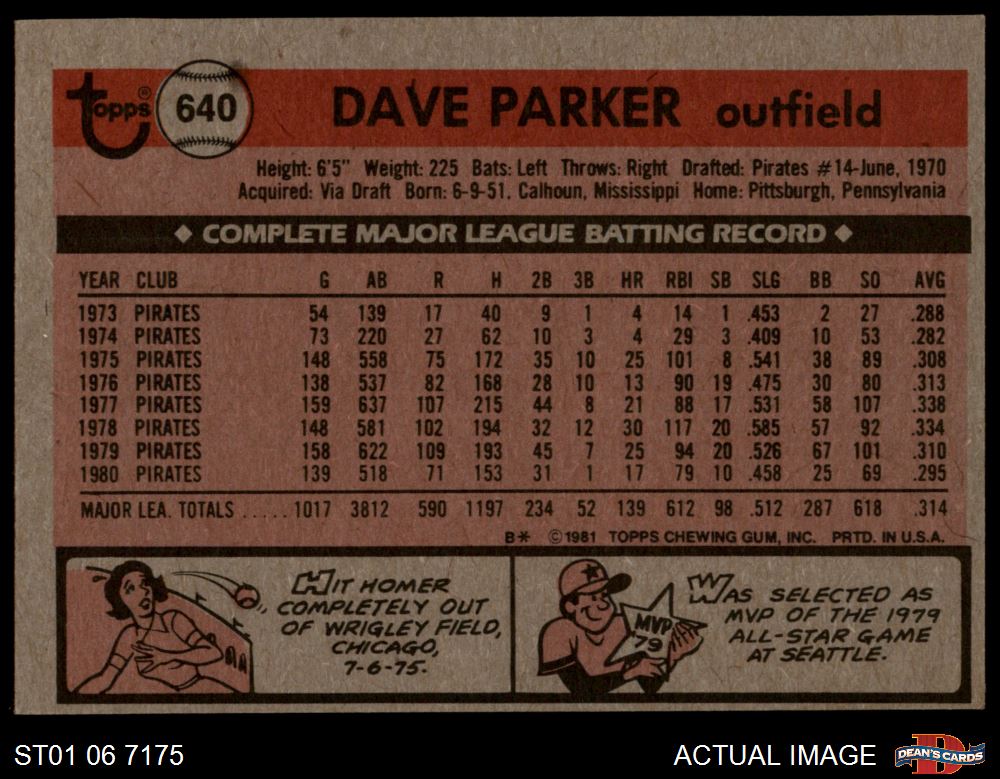 Topps® 640 DAVE PARKER outfield
Height: 6'5" Weight: 225 Bats: Left Throws: Right Drafted: Pirates #14-June, 1970
Acquired: Via Draft Born: 6-9-51, Calhoun, Mississippi Home: Pittsburgh, Pennsylvania
◆ COMPLETE MAJOR LEAGUE BATTING RECORD ◆
YEAR CLUB G AB R H 2B 3B HR RBI SB SLG BB SO AVG
1973 PIRATES 54 139 17 40 9 1 4 14 1 .453 2 27 .288
1974 PIRATES 73 220 27 62 10 3 4 29 3 .409 10 53 .282
1975 PIRATES 148 558 75 172 35 10 25 101 8 .541 38 89 .308
1976 PIRATES 138 537 82 168 28 10 13 90 19 .475 30 80 .313
1977 PIRATES 159 637 107 215 44 8 21 88 17 .531 58 107 .338
1978 PIRATES 148 581 102 194 32 12 30 117 20 .585 57 92 .334
1979 PIRATES 158 622 109 193 45 7 25 94 20 .526 67 101 .310
1980 PIRATES 139 518 71 153 31 1 17 79 10 .458 25 69 .295
MAJOR LEA. TOTALS ..... 1017 3812 590 1197 234 52 139 612 98 .512 287 618 .314
B* ©1981 TOPPS CHEWING GUM, INC. PRTD. IN U.S.A.
HIT HOMER
COMPLETELY OUT
OF WRIGLEY FIELD,
CHICAGO,
7-6-75.
MVP
79
WAS SELECTED AS
MVP OF THE 1979
ALL-STAR GAME
AT SEATTLE.
ST01 06 7175
ACTUAL IMAGE
DEAN'S CARDS